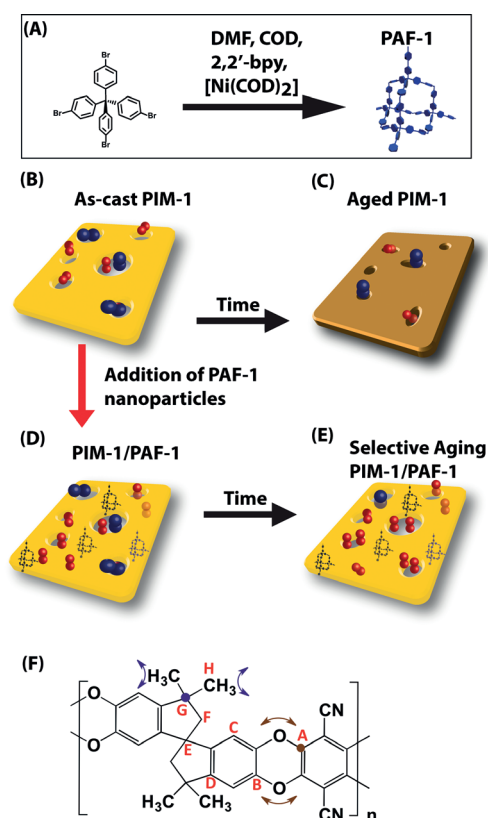 (A)
DMF, COD,
2,2'-bpy,
[Ni(COD)2]
PAF-1
Br
Br
Br
Br
(B)
As-cast PIM-1
(C)
Aged PIM-1
Time
Addition of PAF-1
nanoparticles
(D)
PIM-1/PAF-1
(E)
Selective Aging
PIM-1/PAF-1
Time
(F)
H3C
H
CH3
G
F
O
O
E
C
O
A
CN
D
B
O
H3C
CH3
CN
n